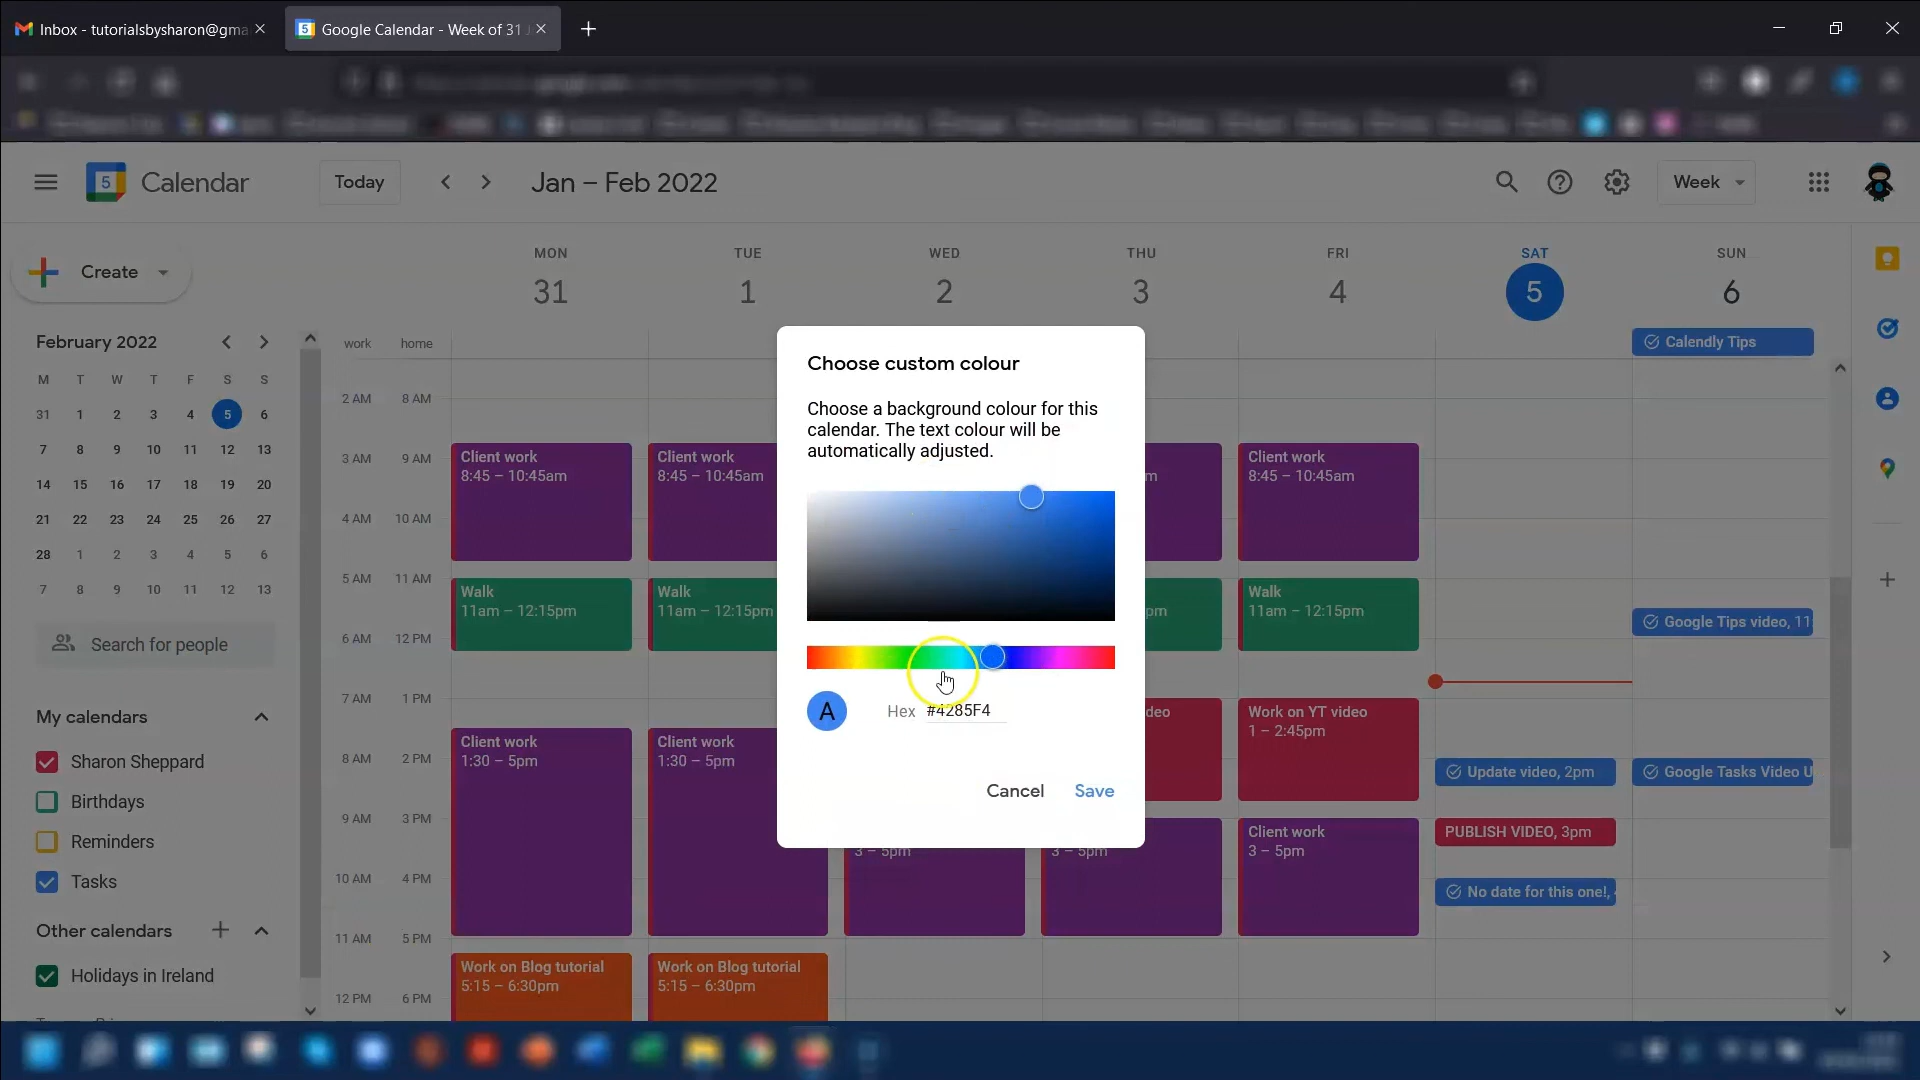 Inbox - tutorialsbysharon@gma
Google Calendar - Week of 31 J
5 Calendar
Today
Jan – Feb 2022
Week
Create
MON
TUE
WED
THU
FRI
SAT
SUN
31
1
2
3
4
5
6
February 2022
work home
Calendly Tips
M T W T F S S
31 1 2 3 4 5 6
7 8 9 10 11 12 13
14 15 16 17 18 19 20
21 22 23 24 25 26 27
28 1 2 3 4 5 6
7 8 9 10 11 12 13
Search for people
My calendars
Sharon Sheppard
Birthdays
Reminders
Tasks
Other calendars
Holidays in Ireland
2 AM 8 AM
3 AM 9 AM
4 AM 10 AM
5 AM 11 AM
6 AM 12 PM
7 AM 1 PM
8 AM 2 PM
9 AM 3 PM
10 AM 4 PM
11 AM 5 PM
12 PM 6 PM
Client work
8:45 – 10:45am
Walk
11am – 12:15pm
Client work
1:30 – 5pm
Work on Blog tutorial
5:15 – 6:30pm
Client work
8:45 – 10:45am
Walk
11am – 12:15pm
Client work
1:30 – 5pm
Work on Blog tutorial
5:15 – 6:30pm
Choose custom colour
Choose a background colour for this
calendar. The text colour will be
automatically adjusted.
A Hex #4285F4
Cancel Save
3 – 5pm
m
pm
deo
3 – 5pm
Client work
8:45 – 10:45am
Walk
11am – 12:15pm
Work on YT video
1 – 2:45pm
Client work
3 – 5pm
Update video, 2pm
PUBLISH VIDEO, 3pm
No date for this one!,
Google Tips video, 11
Google Tasks Video U